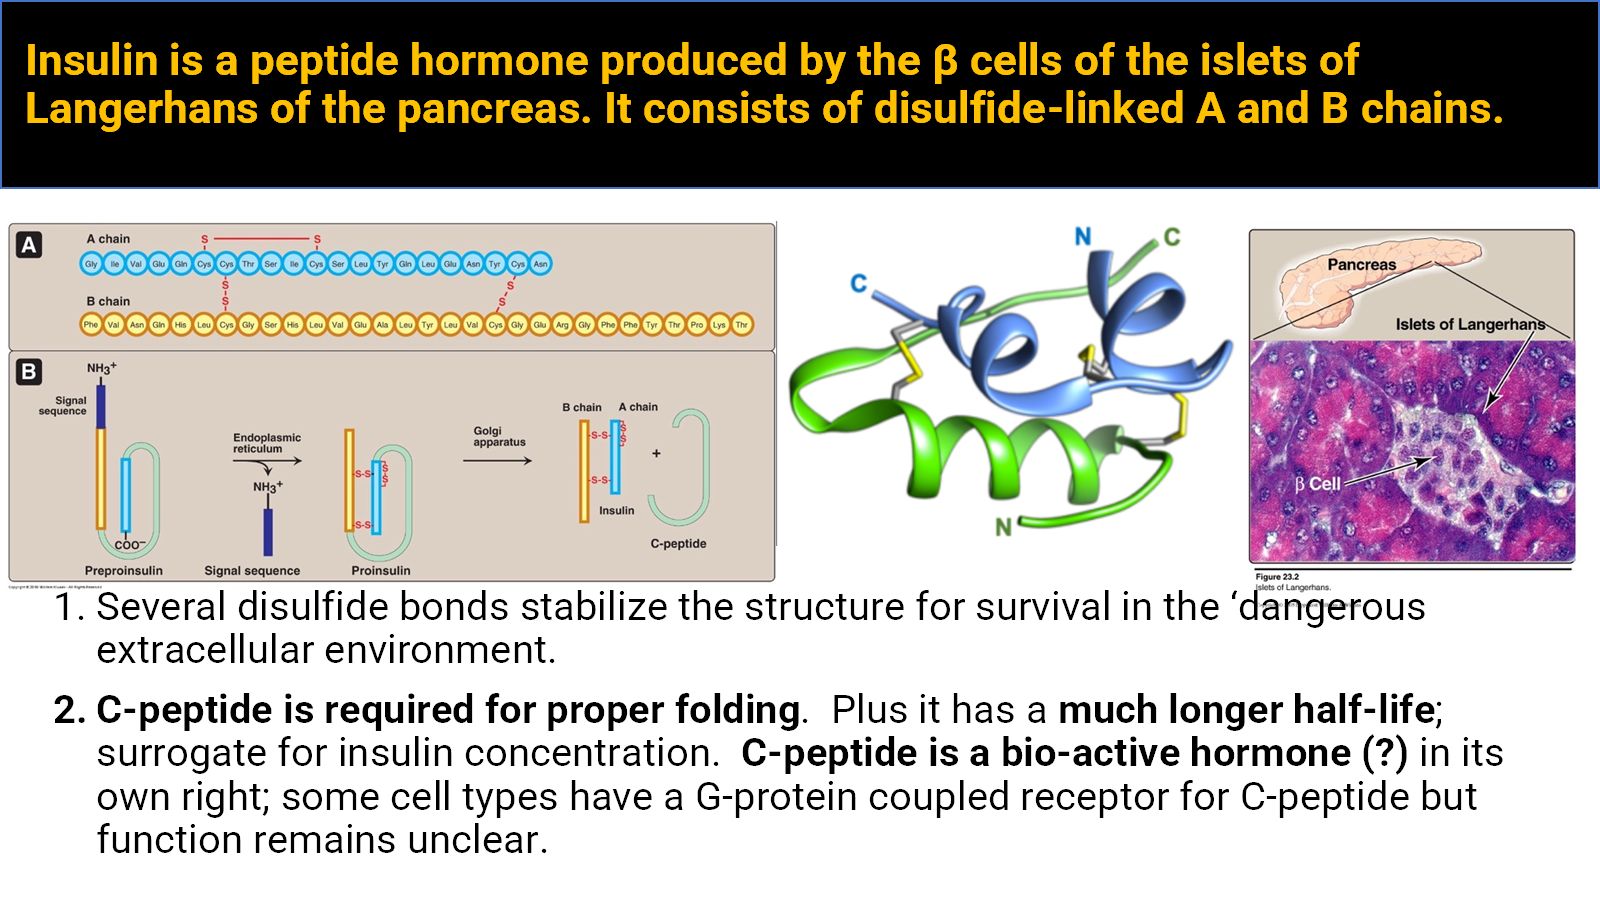 Insulin is a peptide hormone produced by the β cells of the islets of
Langerhans of the pancreas. It consists of disulfide-linked A and B chains.
A
A chain
S S
Gly Ile Val Glu Gln Cys Cys Thr Ser Ile Cys Ser Leu Tyr Gln Leu Glu Asn Tyr Cys Asn
S S
S S
B chain
Phe Val Asn Gln His Leu Cys Gly Ser His Leu Val Glu Ala Leu Tyr Leu Val Cys Gly Glu Arg Gly Phe Phe Tyr Thr Pro Lys Thr
B
NH3+
Signal
sequence
COO–
Preproinsulin
Endoplasmic
reticulum
NH3+
Signal sequence
S
-S-S- S
S
-S-S-
Proinsulin
Golgi
apparatus
B chain A chain
S
-S-S- S
S
-S-S-
+
Insulin
C-peptide
N
C
C
N
Pancreas
Islets of Langerhans
β Cell
Figure 23.2
Islets of Langerhans.
1. Several disulfide bonds stabilize the structure for survival in the ‘dangerous
extracellular environment.
2. C-peptide is required for proper folding. Plus it has a much longer half-life;
surrogate for insulin concentration. C-peptide is a bio-active hormone (?) in its
own right; some cell types have a G-protein coupled receptor for C-peptide but
function remains unclear.